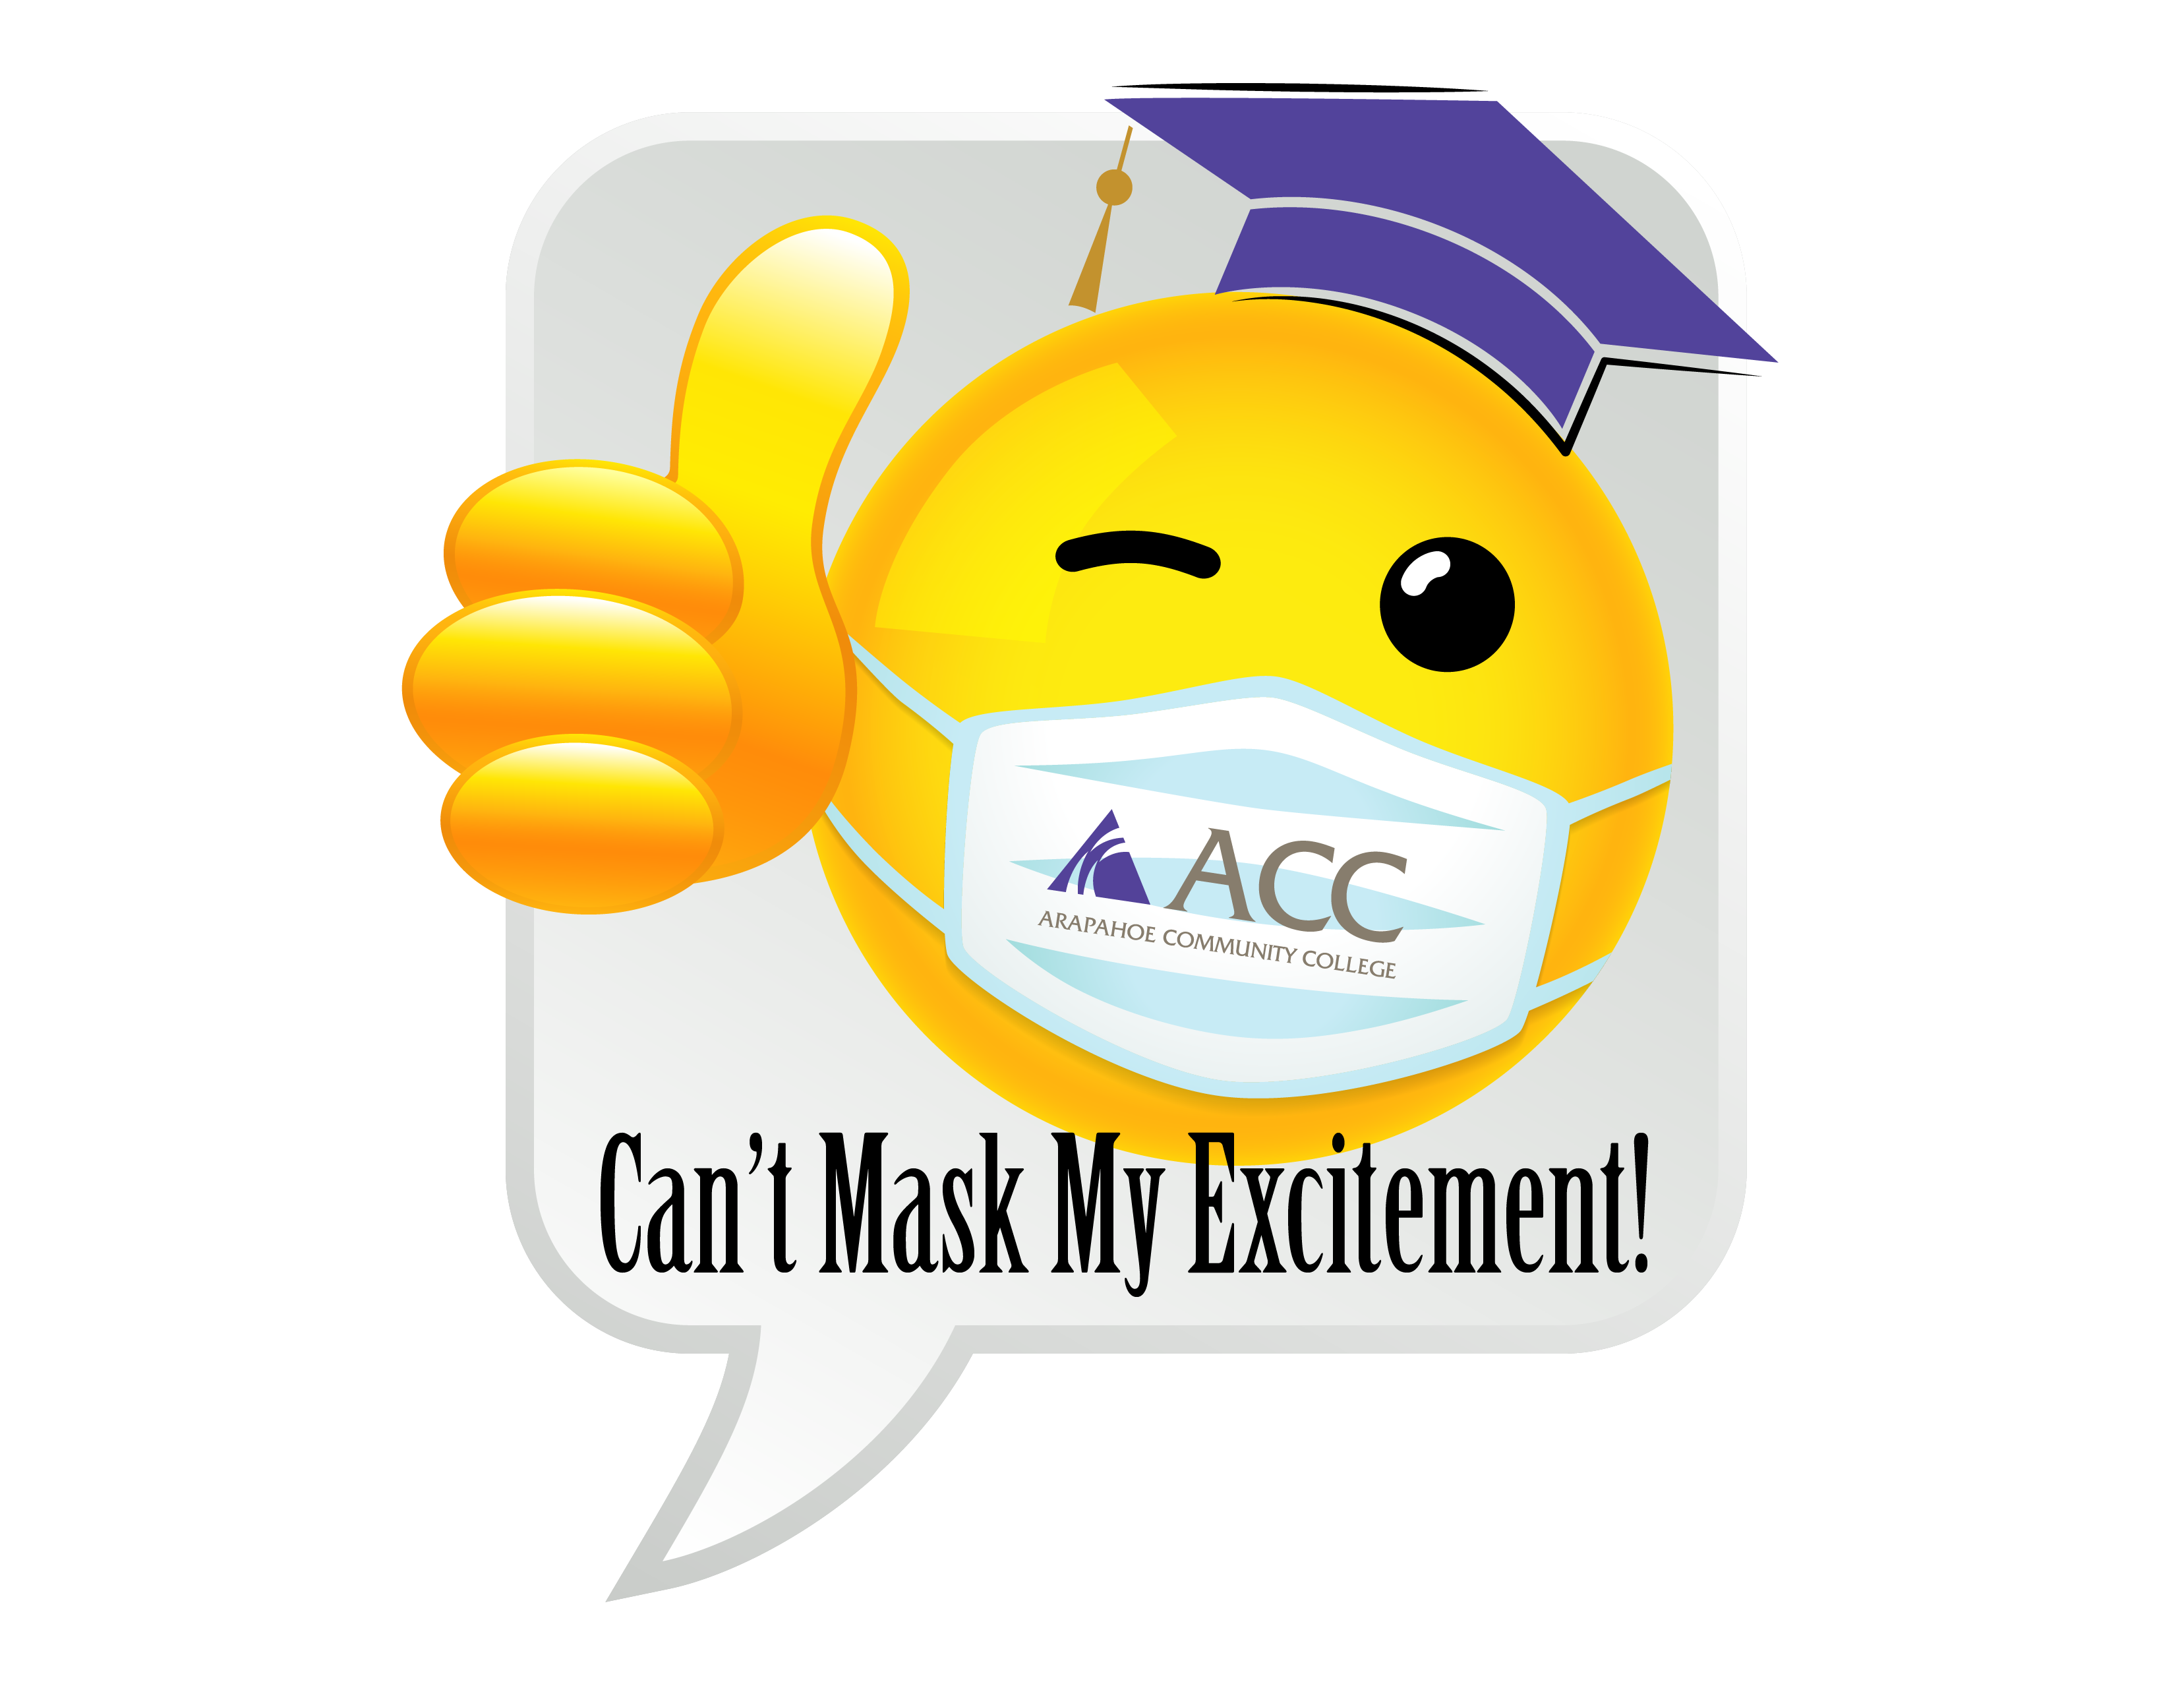 ACC
ARAPAHOE COMMUNITY COLLEGE
Can't Mask My Excitement!